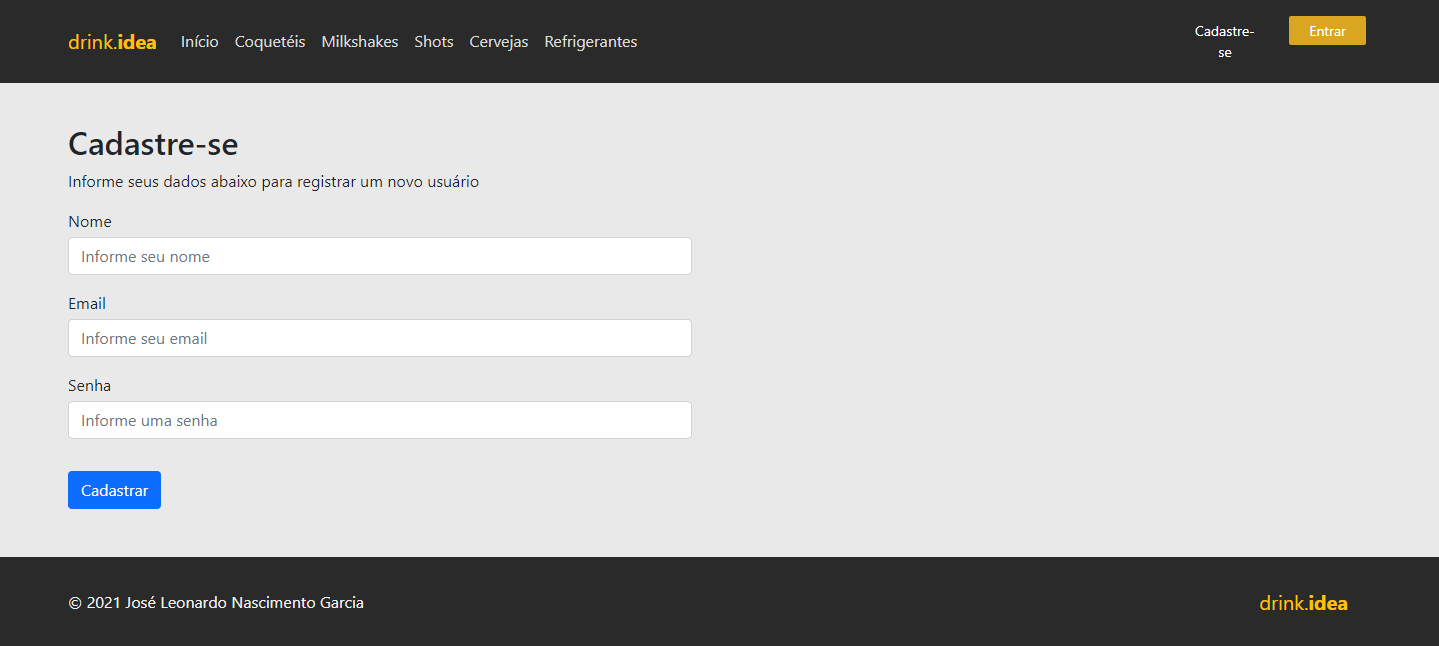 drink.idea Início Coquetéis Milkshakes Shots Cervejas Refrigerantes Cadastre-
se Entrar
Cadastre-se
Informe seus dados abaixo para registrar um novo usuário
Nome
Informe seu nome
Email
Informe seu email
Senha
Informe uma senha
Cadastrar
© 2021 José Leonardo Nascimento Garcia drink.idea